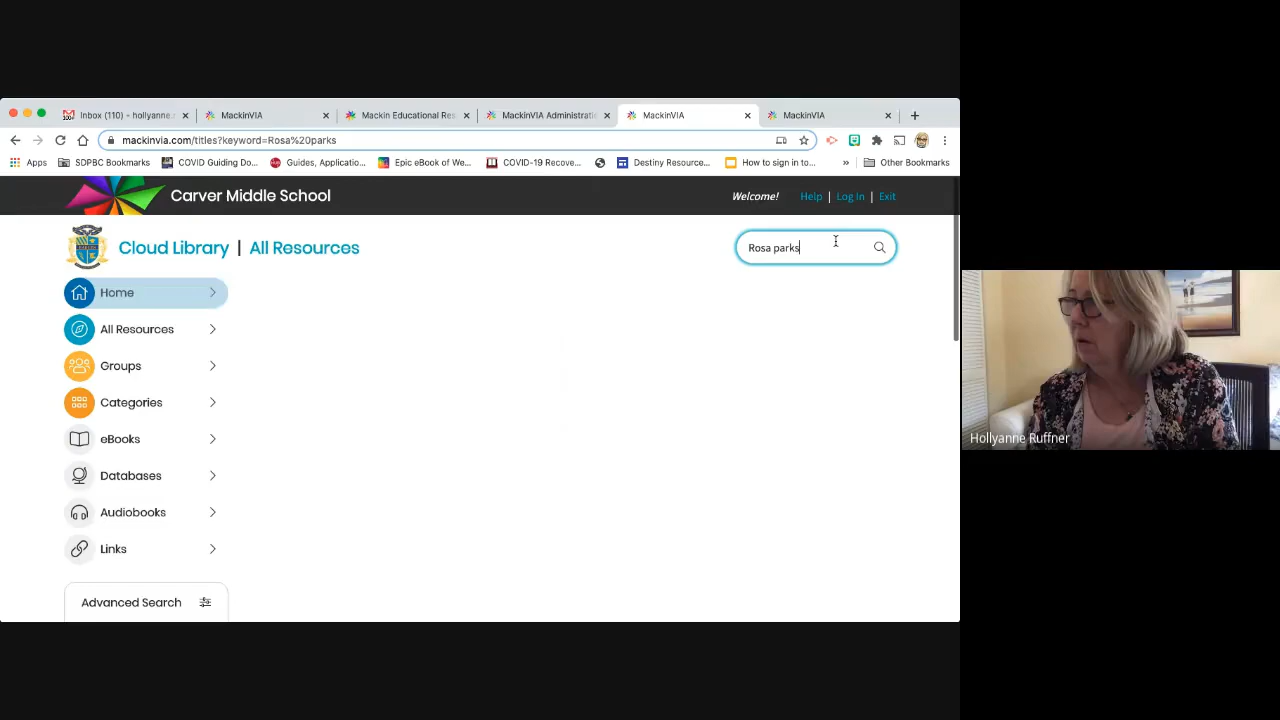 Inbox (110) - hollyanne.
MackinVIA
Mackin Educational Res
MackinVIA Administrati
MackinVIA
MackinVIA
mackinvia.com/titles?keyword=Rosa%20parks
Apps
SDPBC Bookmarks
COVID Guiding Do...
Guides, Applicatio...
Epic eBook of We...
COVID-19 Recove...
Destiny Resource...
How to sign in to...
»
Other Bookmarks
Carver Middle School
Welcome! Help | Log In | Exit
Cloud Library | All Resources
Rosa parks
Home
All Resources
Groups
Categories
eBooks
Databases
Audiobooks
Links
Advanced Search
Hollyanne Ruffner